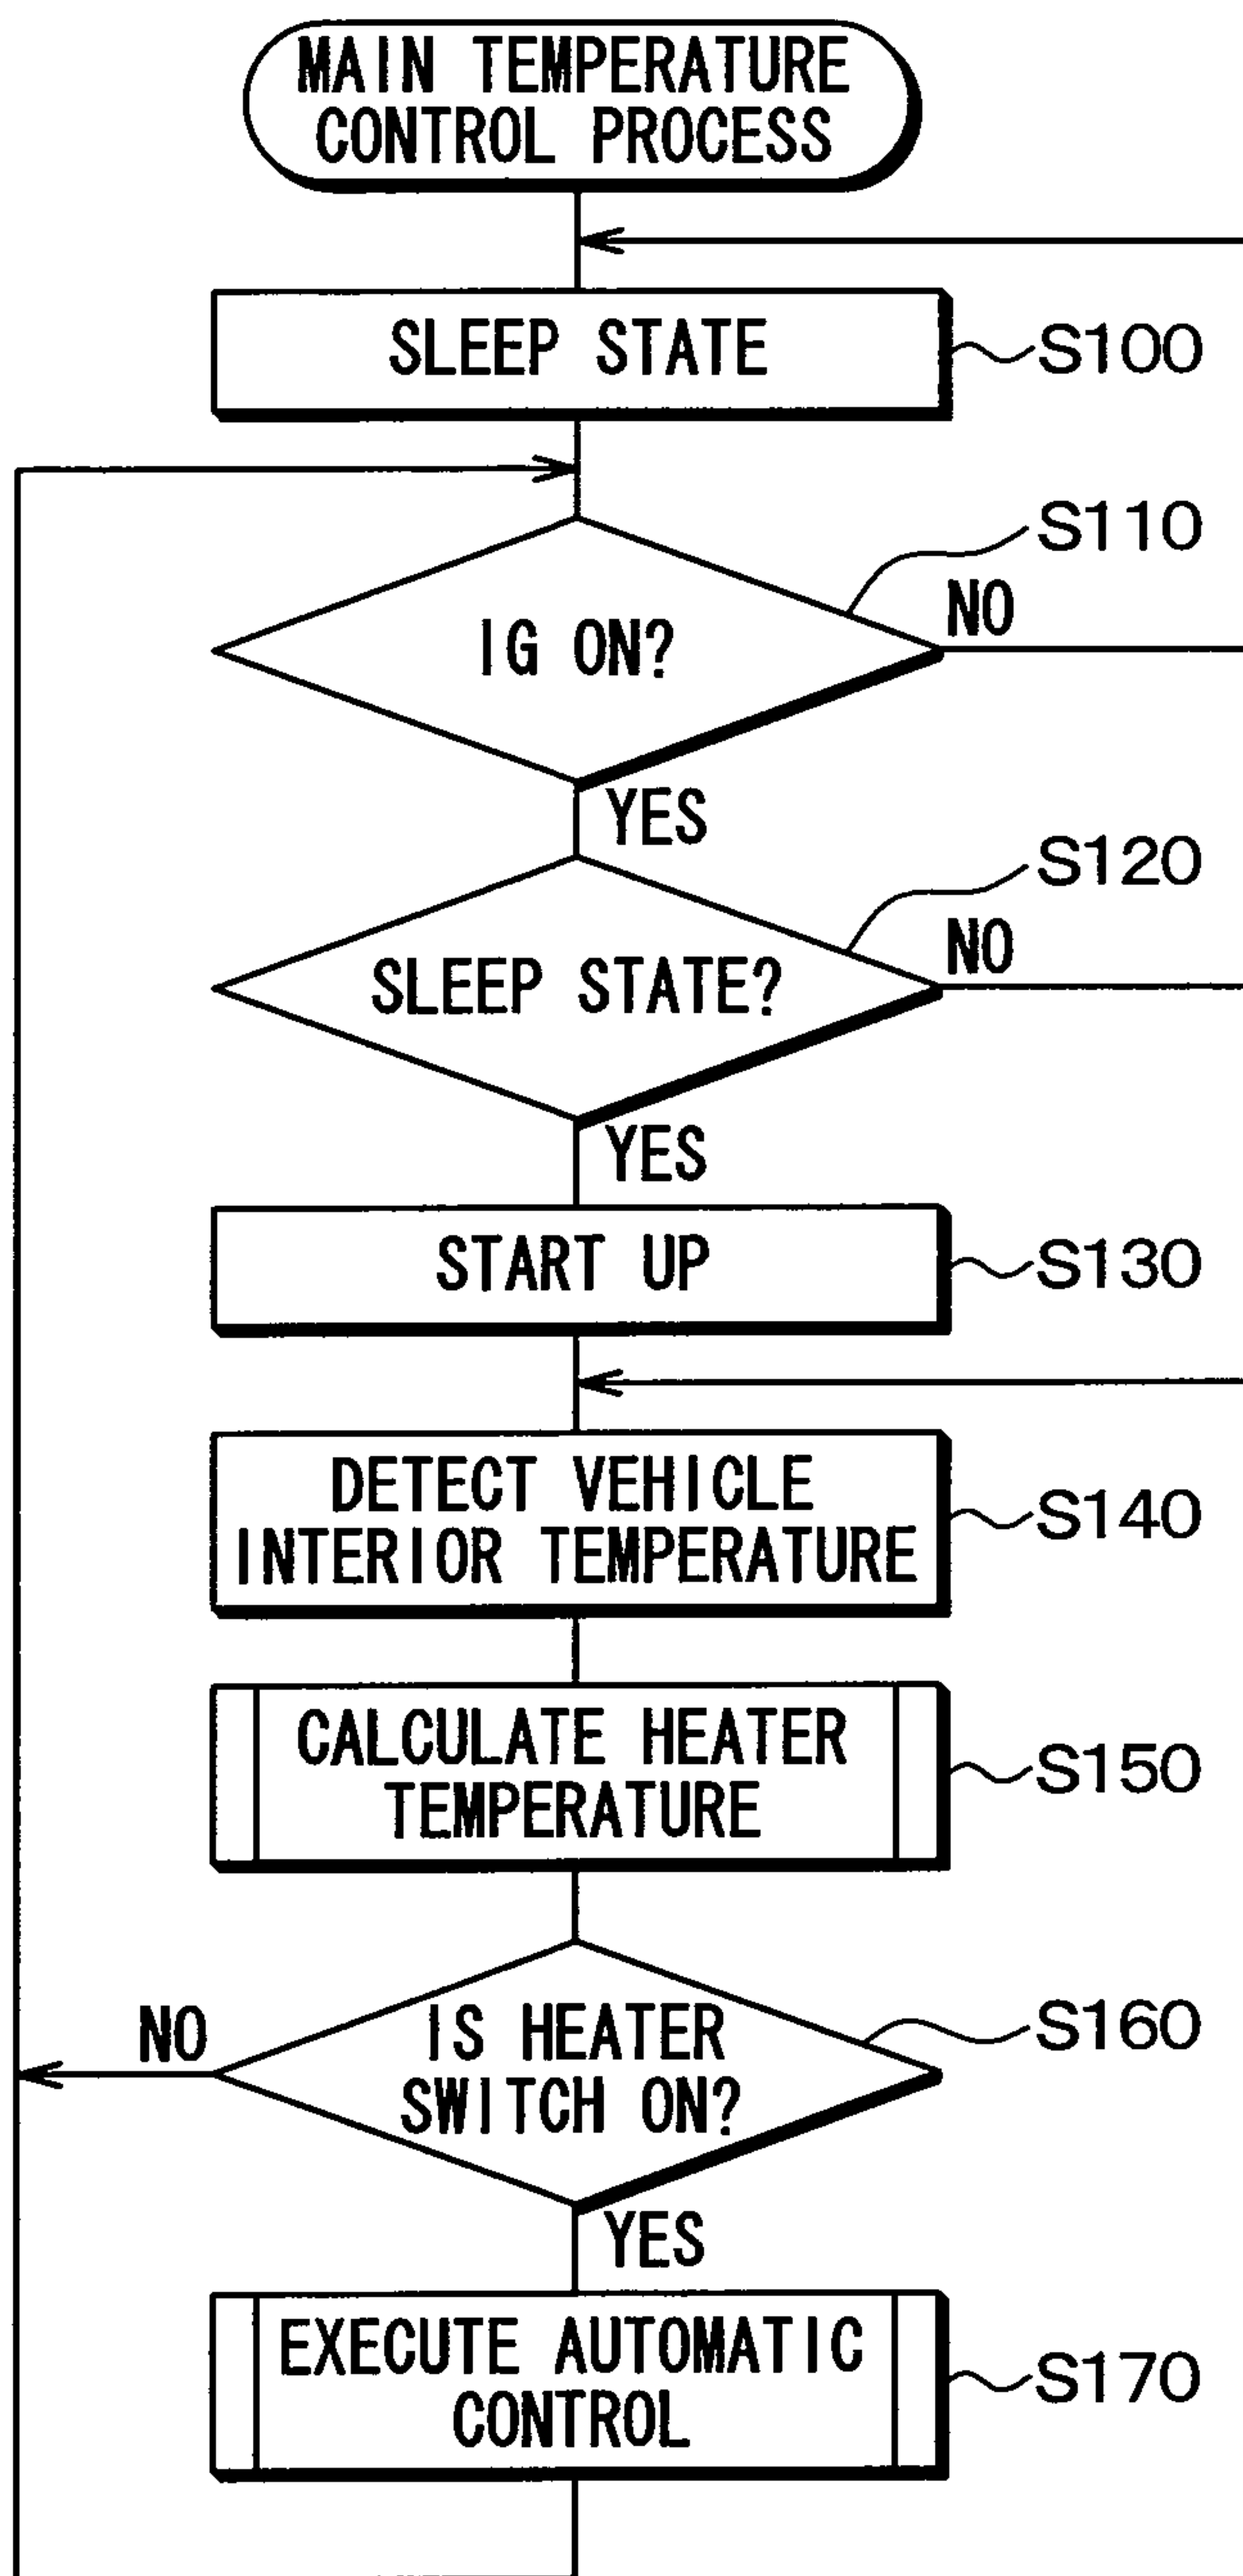 MAIN TEMPERATURE
CONTROL PROCESS
SLEEP STATE
S100
S110
IG ON?
NO
YES
S120
SLEEP STATE?
NO
YES
START UP
S130
DETECT VEHICLE
INTERIOR TEMPERATURE
S140
CALCULATE HEATER
TEMPERATURE
S150
NO
IS HEATER
SWITCH ON?
S160
YES
EXECUTE AUTOMATIC
CONTROL
S170